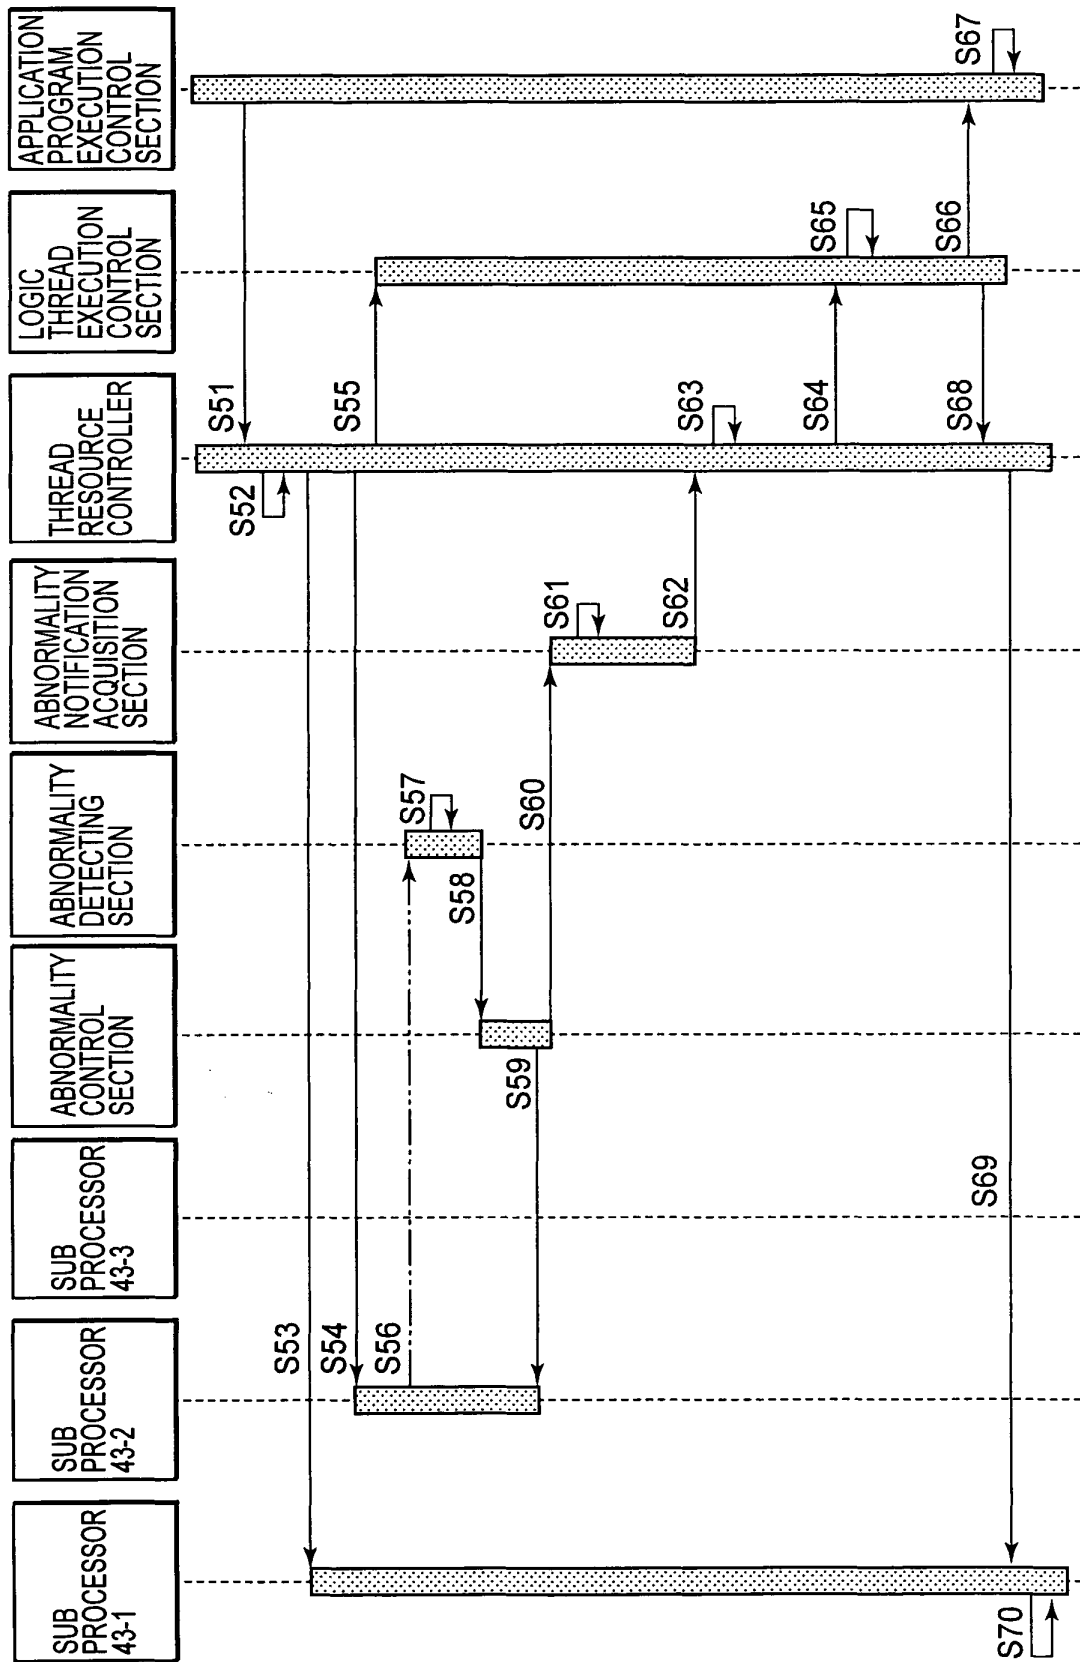 SUB
PROCESSOR
43-1
SUB
PROCESSOR
43-2
SUB
PROCESSOR
43-3
ABNORMALITY
CONTROL
SECTION
ABNORMALITY
DETECTING
SECTION
ABNORMALITY
NOTIFICATION
ACQUISITION
SECTION
THREAD
RESOURCE
CONTROLLER
LOGIC
THREAD
EXECUTION
CONTROL
SECTION
APPLICATION
PROGRAM
EXECUTION
CONTROL
SECTION
S51
S52
S53
S54
S55
S56
S57
S58
S59
S60
S61
S62
S63
S64
S65
S66
S67
S68
S69
S70